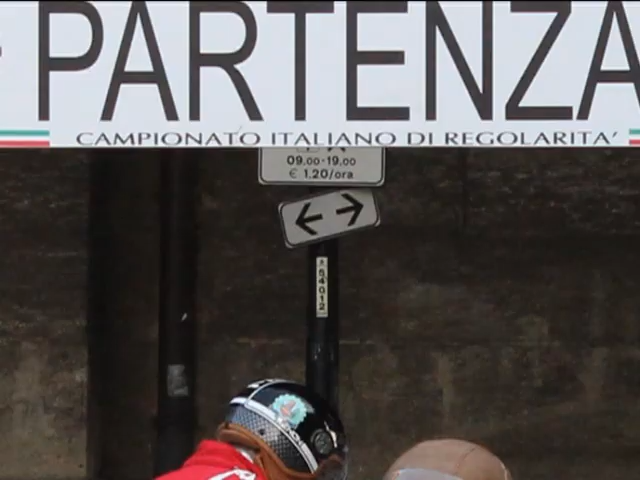 PARTENZA
CAMPIONATO ITALIANO DI REGOLARITA'
09.00-19.00
€ 1.20/ora
54012